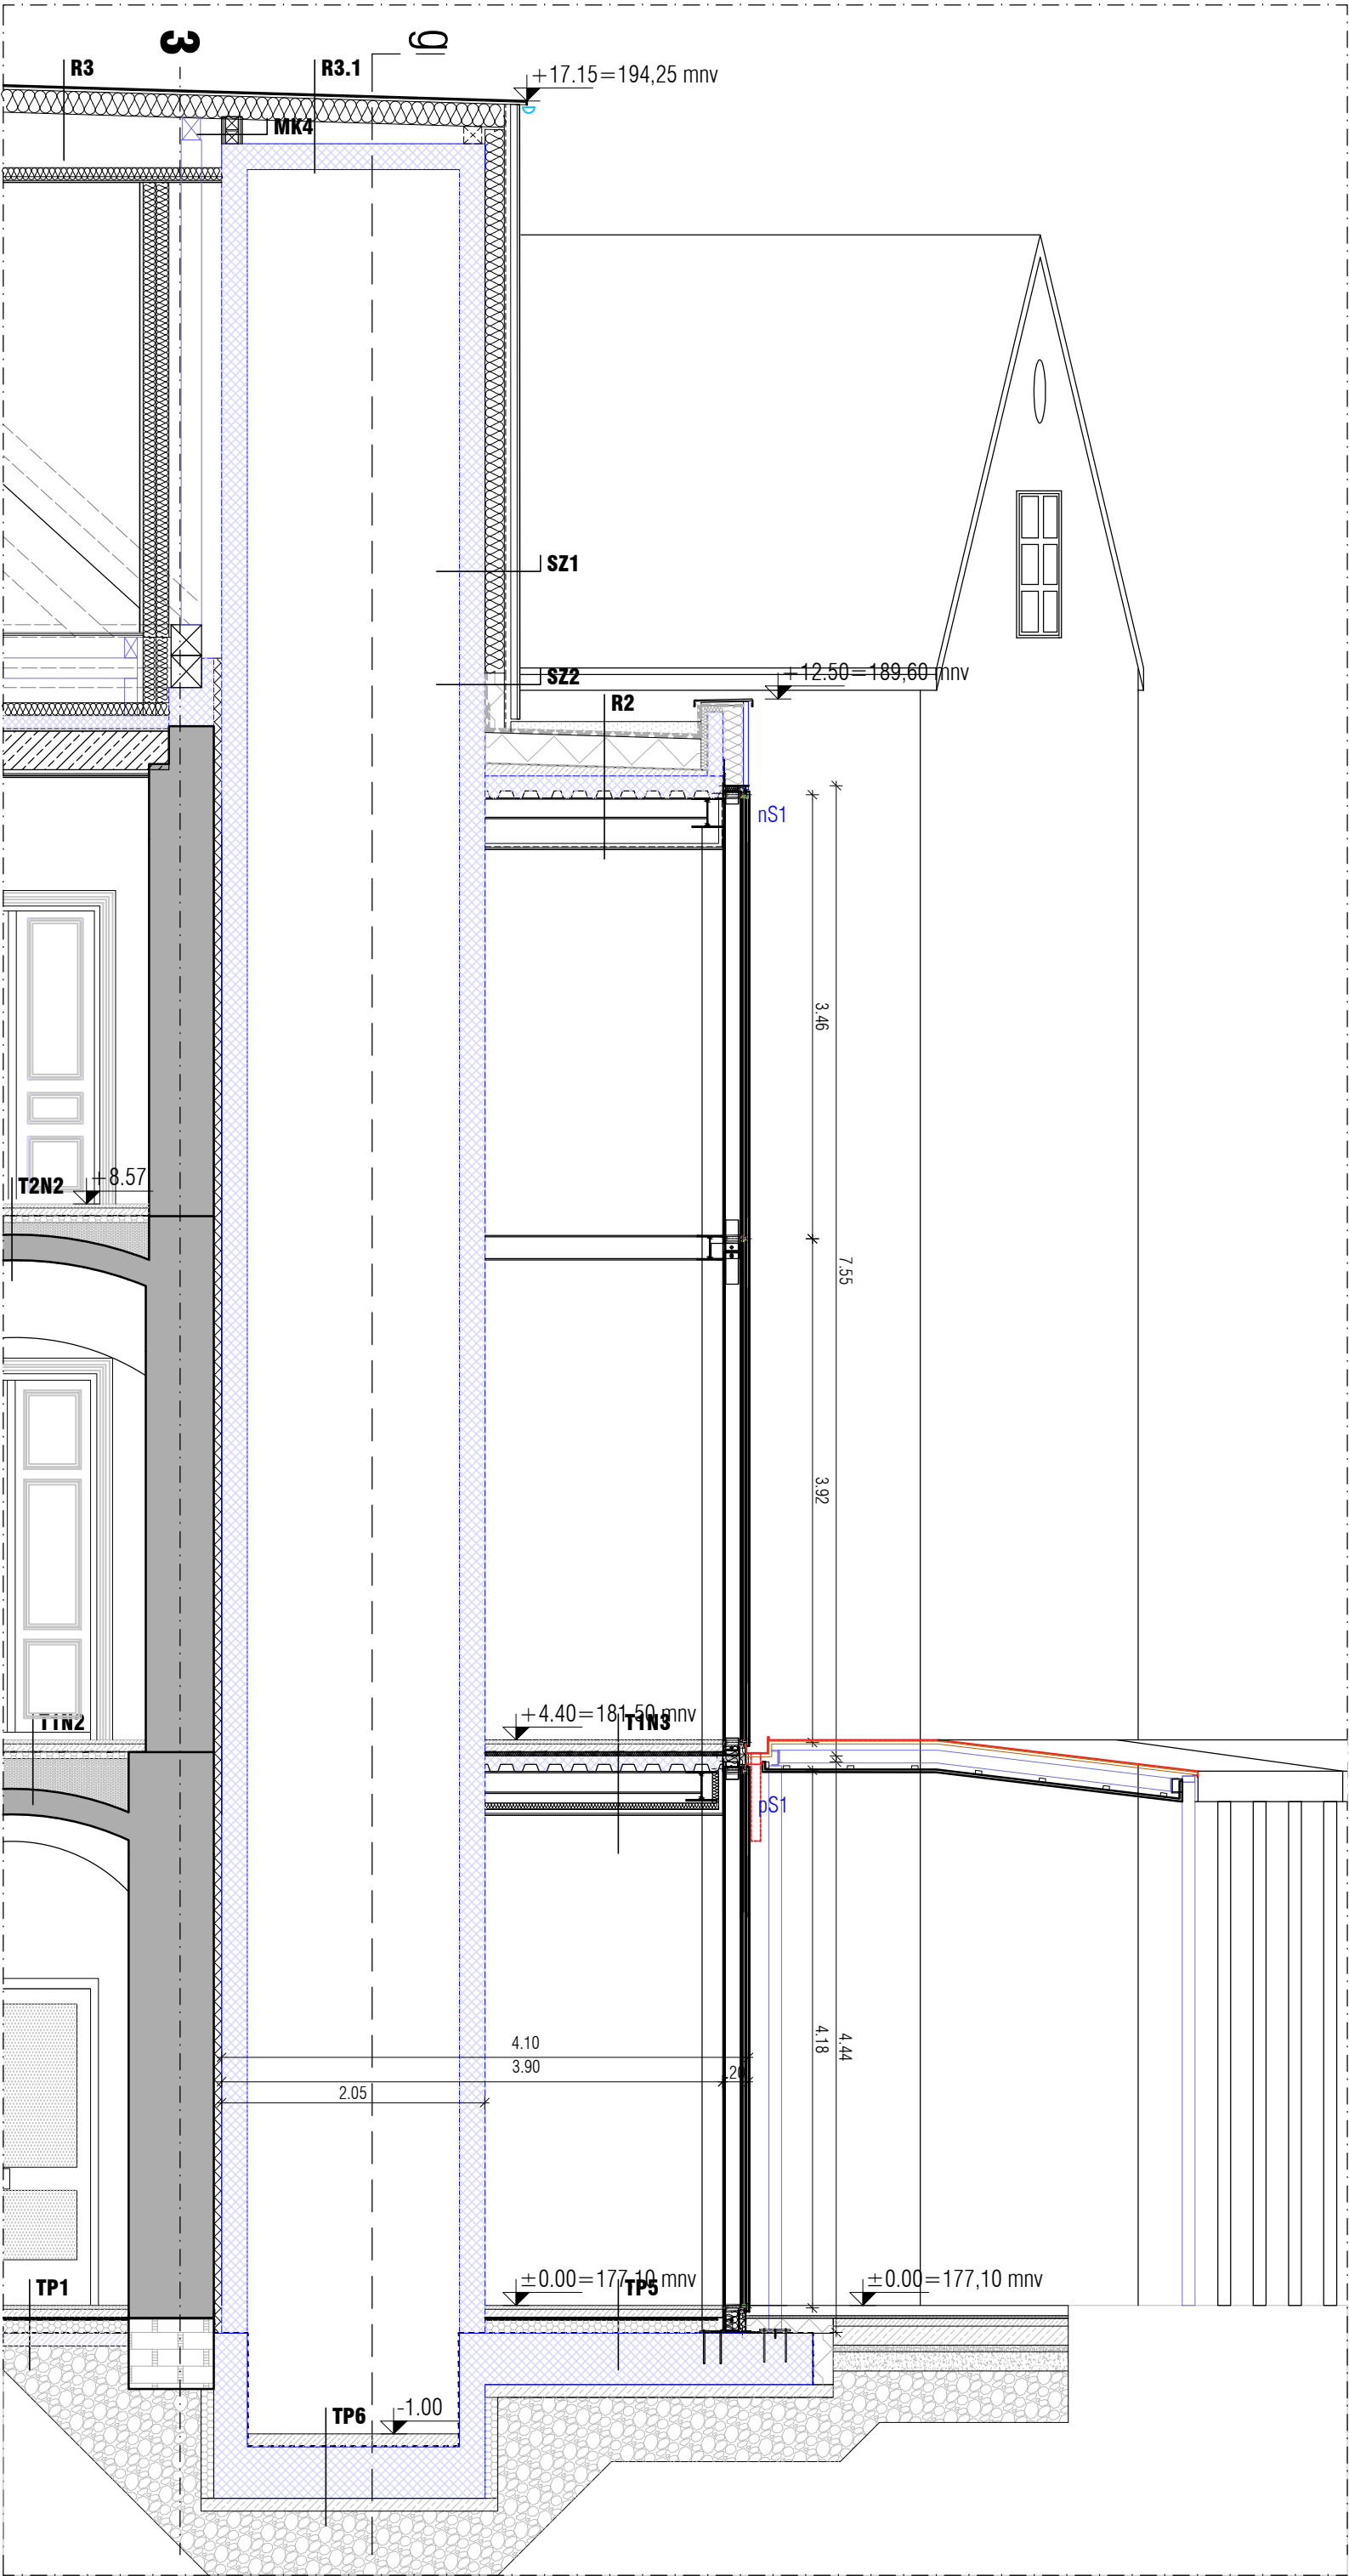 3
g
R3
R3.1
+17.15=194,25 mnv
D
MK4
SZ1
SZ2
+12.50=189,60 mnv
R2
nS1
3.46
7.55
T2N2
+8.57
3.92
+4.40=181,50 mnv
T1N2
T1N3
pS1
4.10
4.18
4.44
3.90
.20
2.05
±0.00=177,10 mnv
±0.00=177,10 mnv
TP1
TP5
TP6
-1.00